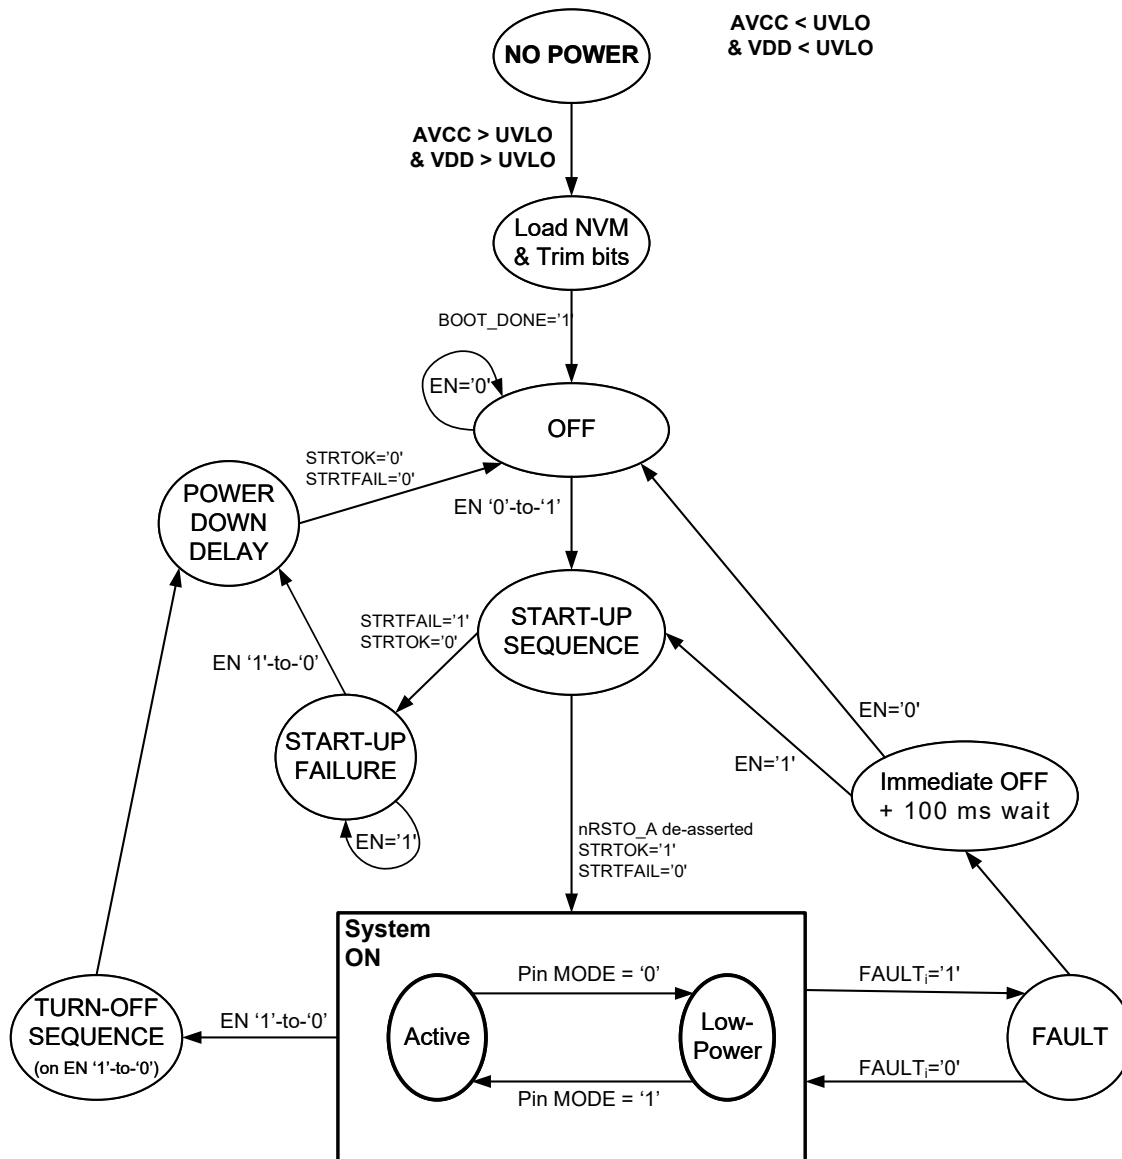 AVCC < UVLO
& VDD < UVLO
NO POWER
AVCC > UVLO
& VDD > UVLO
Load NVM
& Trim bits
BOOT_DONE='1'
EN='0'
OFF
STRTOK='0'
STRTFAIL='0'
POWER
DOWN
DELAY
EN ‘0’-to-‘1’
START-UP
SEQUENCE
STRTFAIL='1'
STRTOK='0'
EN ‘1'-to-‘0’
START-UP
FAILURE
EN='1'
EN='0'
EN='1'
Immediate OFF
+ 100 ms wait
nRSTO_A de-asserted
STRTOK='1'
STRTFAIL='0'
System
ON
Pin MODE = ‘0’
Active
Low-
Power
Pin MODE = ‘1’
EN ‘1’-to-‘0’
TURN-OFF
SEQUENCE
(on EN ‘1’-to-‘0’)
FAULTi='1'
FAULT
FAULTi='0'